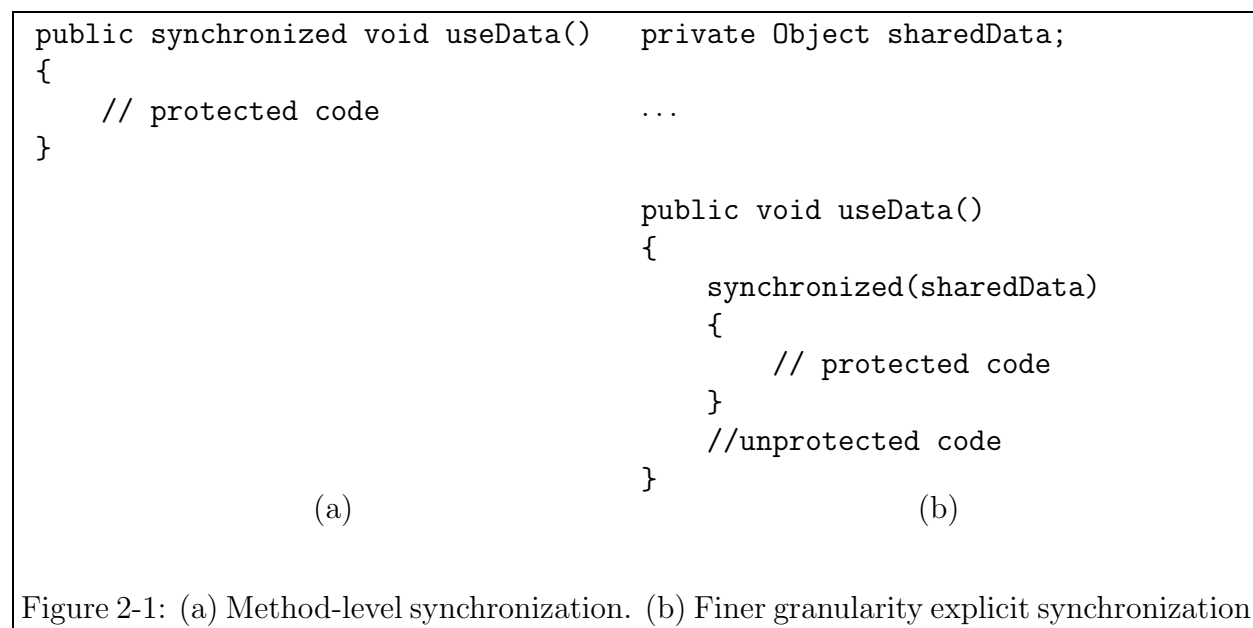 public synchronized void useData()
{
// protected code
}
(a)
private Object sharedData;
...
public void useData()
{
synchronized(sharedData)
{
// protected code
}
//unprotected code
}
(b)
Figure 2-1: (a) Method-level synchronization. (b) Finer granularity explicit synchronization